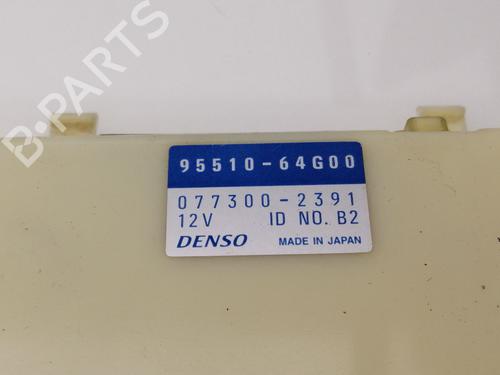 B-PARTS
95510-64G00
077300-2391
12V ID NO. B2
DENSO MADE IN JAPAN